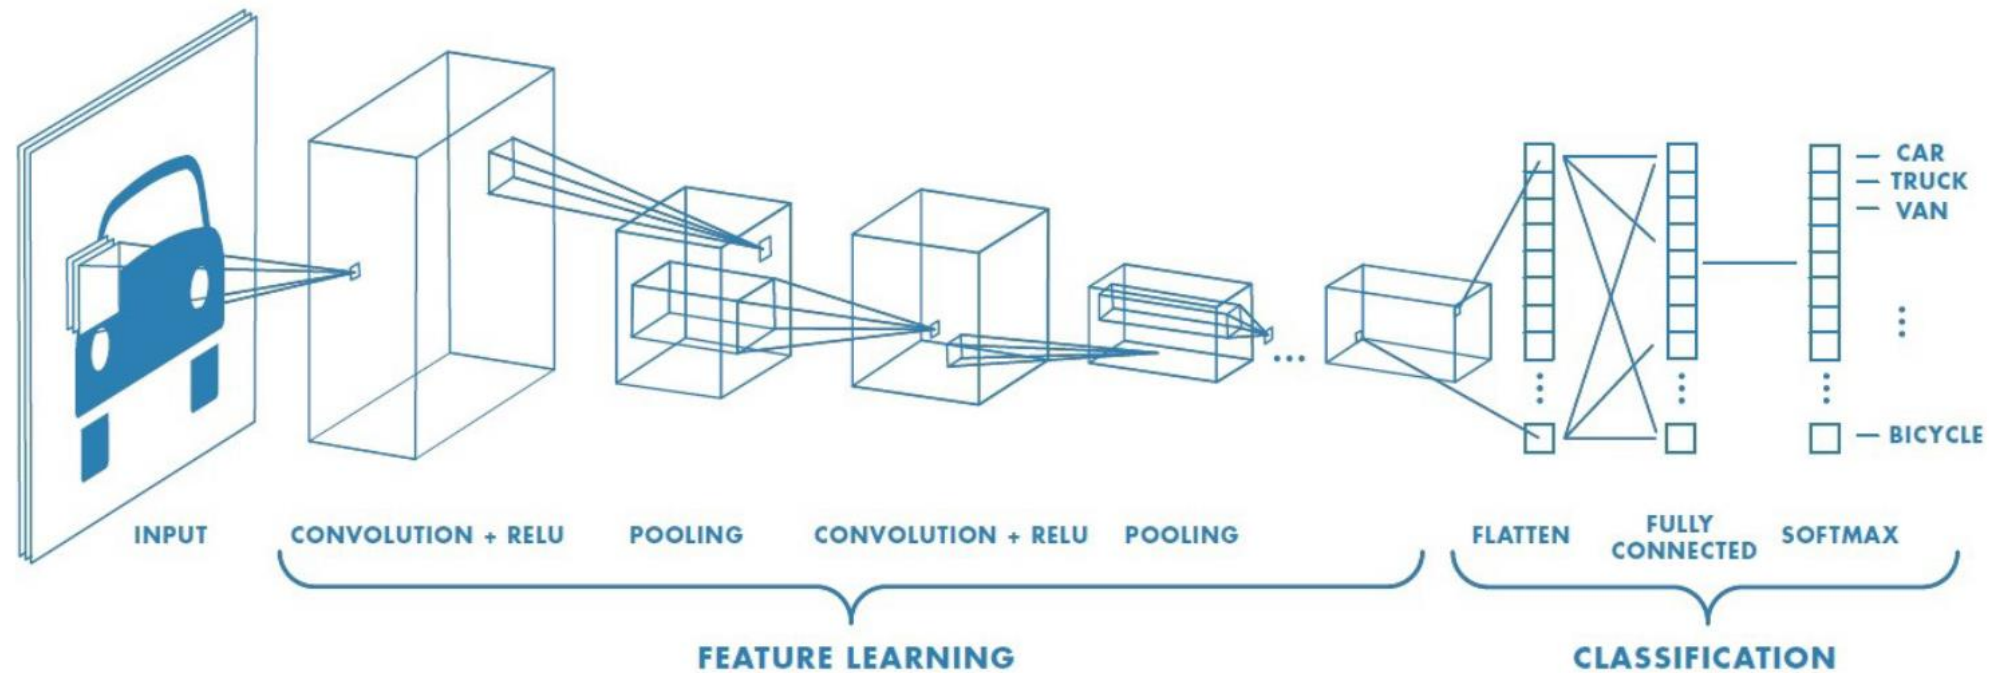 CAR
TRUCK
VAN
BICYCLE
INPUT
CONVOLUTION + RELU
POOLING
CONVOLUTION + RELU
POOLING
FLATTEN
FULLY
CONNECTED
SOFTMAX
FEATURE LEARNING
CLASSIFICATION